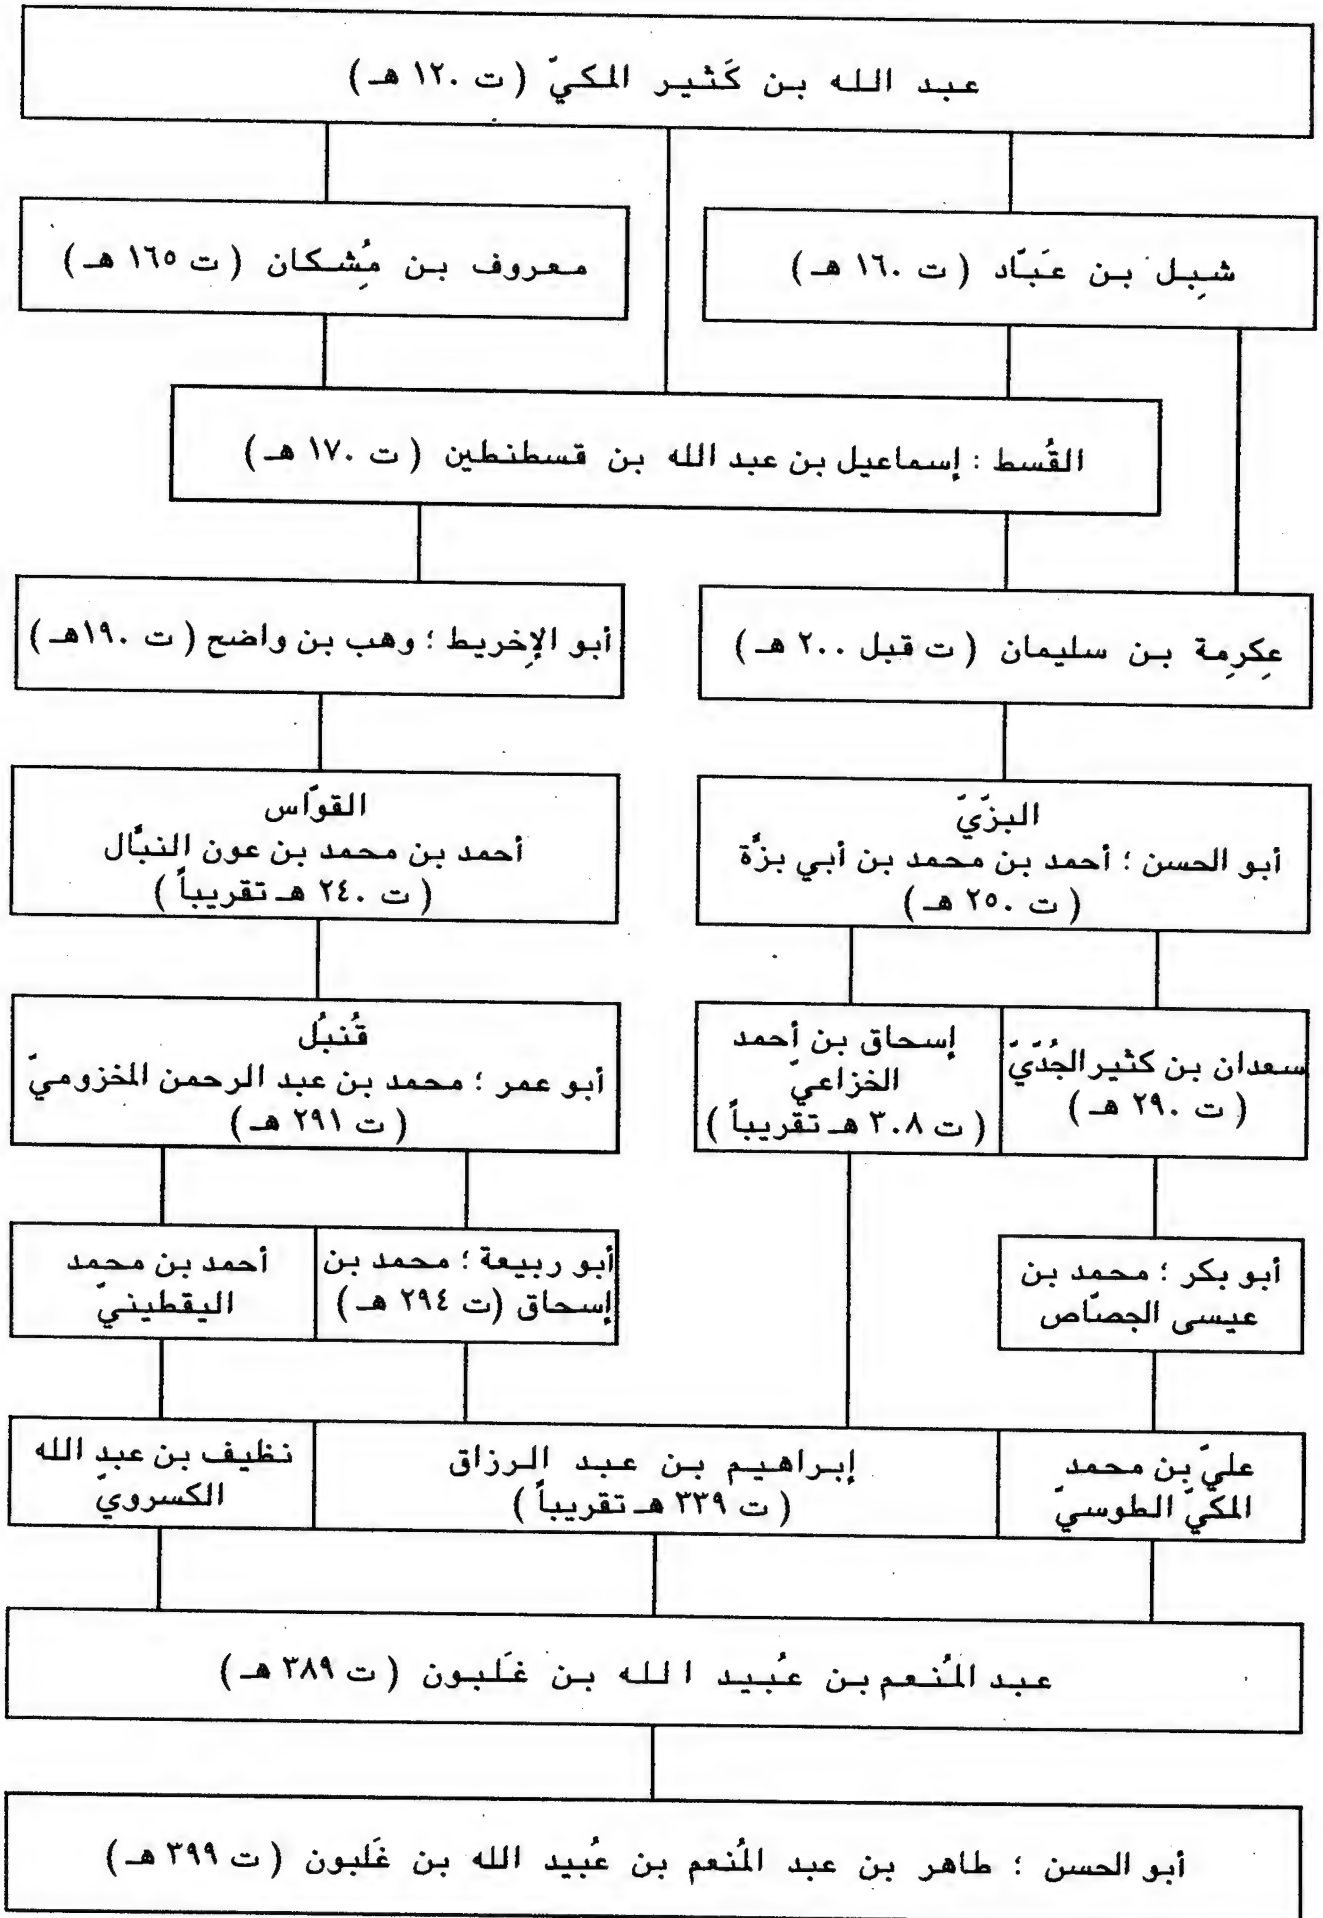 عبد الله بن كَثير المكيّ ( ت ١٢٠ هـ )
شِبل بن عَبّاد ( ت ١٦٠ هـ )
معروف بن مُِشكان ( ت ١٦٥ هـ )
القُسط : إسماعيل بن عبد الله بن قسطنطين ( ت ١٧٠ هـ )
عِكرِمة بن سليمان ( ت قبل ٢٠٠ هـ )
أبو الإخريط ؛ وهب بن واضح ( ت ١٩٠هـ )
البزّيّ
أبو الحسن ؛ أحمد بن محمد بن أبي بزّة
( ت ٢٥٠ هـ )
القوّاس
أحمد بن محمد بن عون النبّال
( ت ٢٤٠ هـ تقريباً )
سعدان بن كثير الجُدّيّ
( ت ٢٩٠ هـ )
إسحاق بن أحمد
الخزاعيّ
( ت ٣٠٨ هـ تقريباً )
قُنبُل
أبو عمر ؛ محمد بن عبد الرحمن المخزوميّ
( ت ٢٩١ هـ )
أبو بكر ؛ محمد بن
عيسى الجصّاص
أبو ربيعة ؛ محمد بن
إسحاق (ت ٢٩٤ هـ )
أحمد بن محمد
اليقطينيّ
عليّ بن محمد
المكّيّ الطوسيّ
إبراهيم بن عبد الرزاق
( ت ٣٣٩ هـ تقريباً )
نظيف بن عبد الله
الكسرويّ
عبد المُنعم بن عُبيد الله بن غَلبون ( ت ٣٨٩ هـ )
أبو الحسن ؛ طاهر بن عبد المُنعم بن عُبيد الله بن غَلبون ( ت ٣٩٩ هـ )